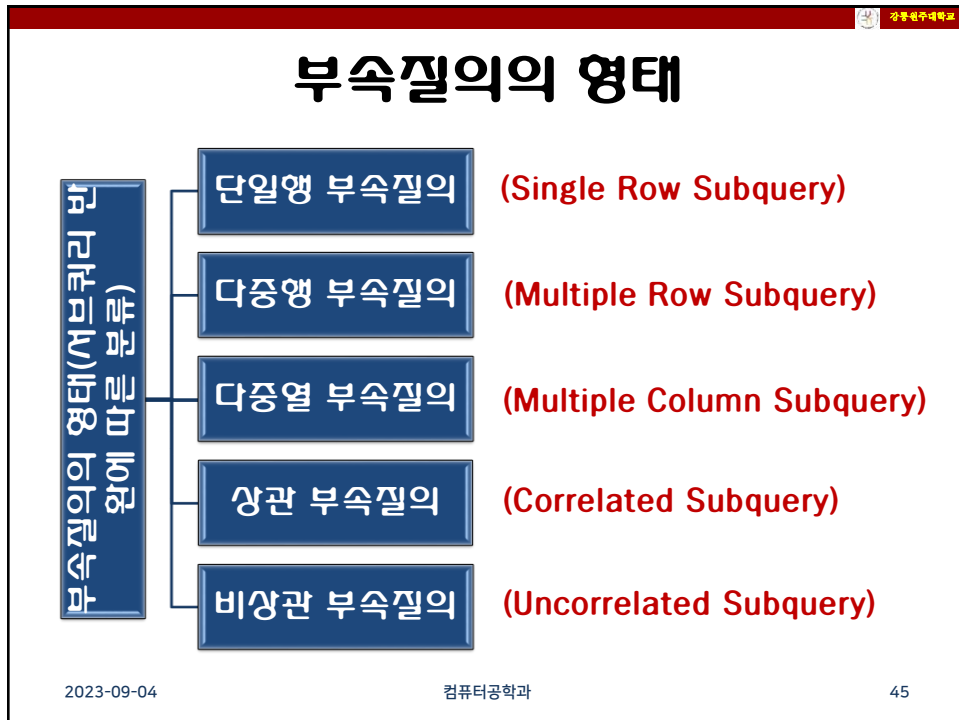 강릉원주대학교
부속질의의 형태
부속질의의 형태(서브쿼리 반
환에 따른 분류)
단일행 부속질의 (Single Row Subquery)
다중행 부속질의 (Multiple Row Subquery)
다중열 부속질의 (Multiple Column Subquery)
상관 부속질의 (Correlated Subquery)
비상관 부속질의 (Uncorrelated Subquery)
2023-09-04 컴퓨터공학과 45